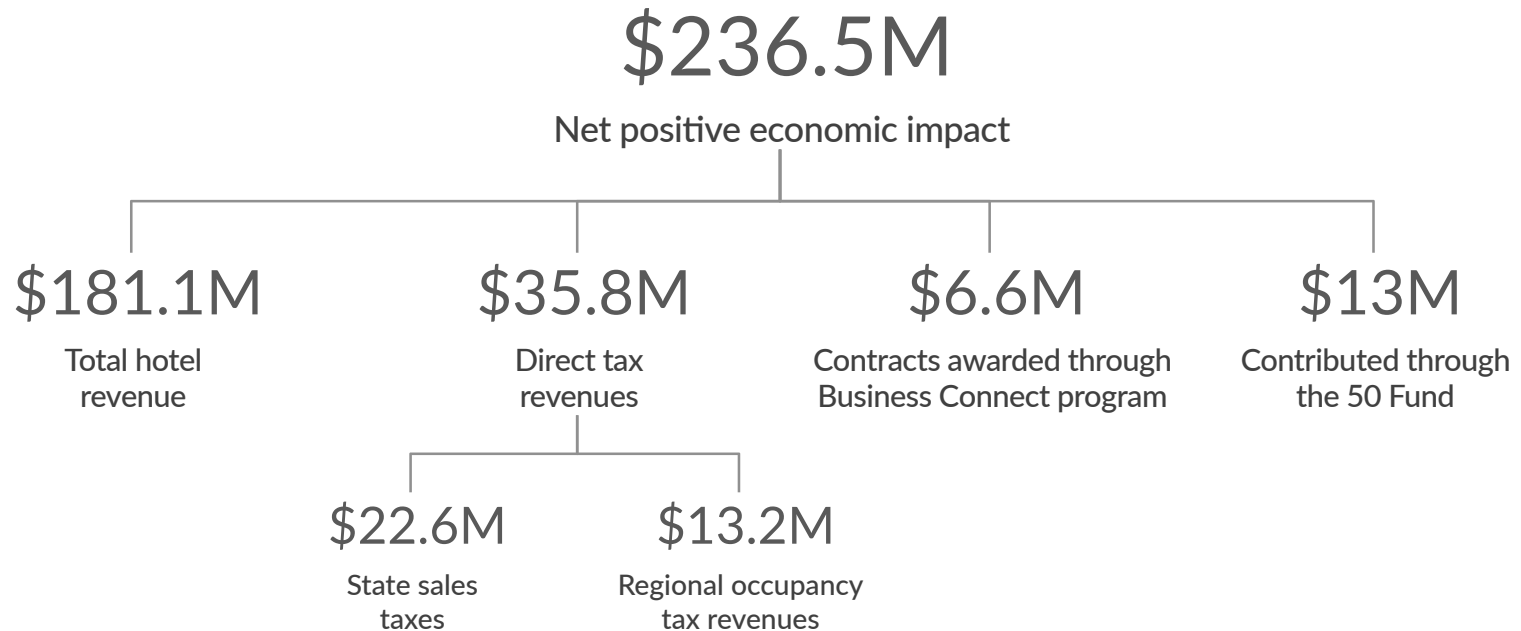 $236.5M
Net positive economic impact
$181.1M
Total hotel
revenue
$35.8M
Direct tax
revenues
$6.6M
Contracts awarded through
Business Connect program
$13M
Contributed through
the 50 Fund
$22.6M
State sales
taxes
$13.2M
Regional occupancy
tax revenues